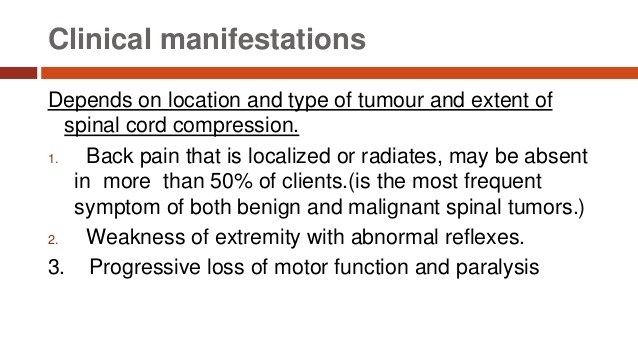 Clinical manifestations
Depends on location and type of tumour and extent of
spinal cord compression.
1. Back pain that is localized or radiates, may be absent
in more than 50% of clients.(is the most frequent
symptom of both benign and malignant spinal tumors.)
2. Weakness of extremity with abnormal reflexes.
3. Progressive loss of motor function and paralysis